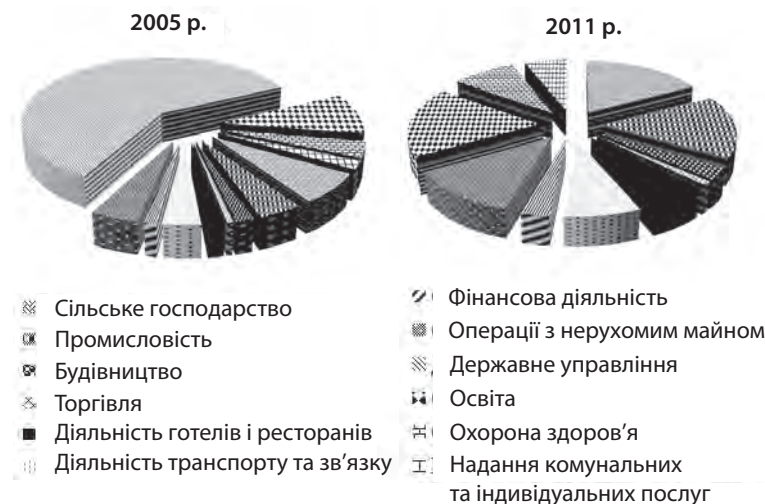 2005 р.
2011 р.
Сільське господарство
Промисловість
Будівництво
Торгівля
Діяльність готелів і ресторанів
Діяльність транспорту та зв'язку
Фінансова діяльність
Операції з нерухомим майном
Державне управління
Освіта
Охорона здоров'я
Надання комунальних
та індивідуальних послуг